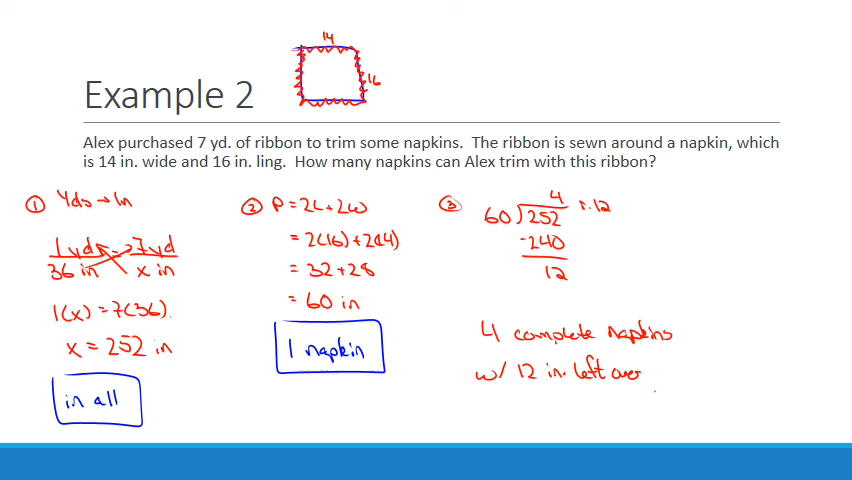 14
16
Example 2
Alex purchased 7 yd. of ribbon to trim some napkins. The ribbon is sewn around a napkin, which
is 14 in. wide and 16 in. ling. How many napkins can Alex trim with this ribbon?
① Yds → In
1 yd = 7 yd
36 in x in
1(x) = 7(36)
x = 252 in
in all
② P = 2L + 2W
= 2(16) + 2(14)
= 32 + 28
= 60 in
1 napkin
③
4 r. 12
60 252
-240
12
4 complete napkins
w/ 12 in. left over